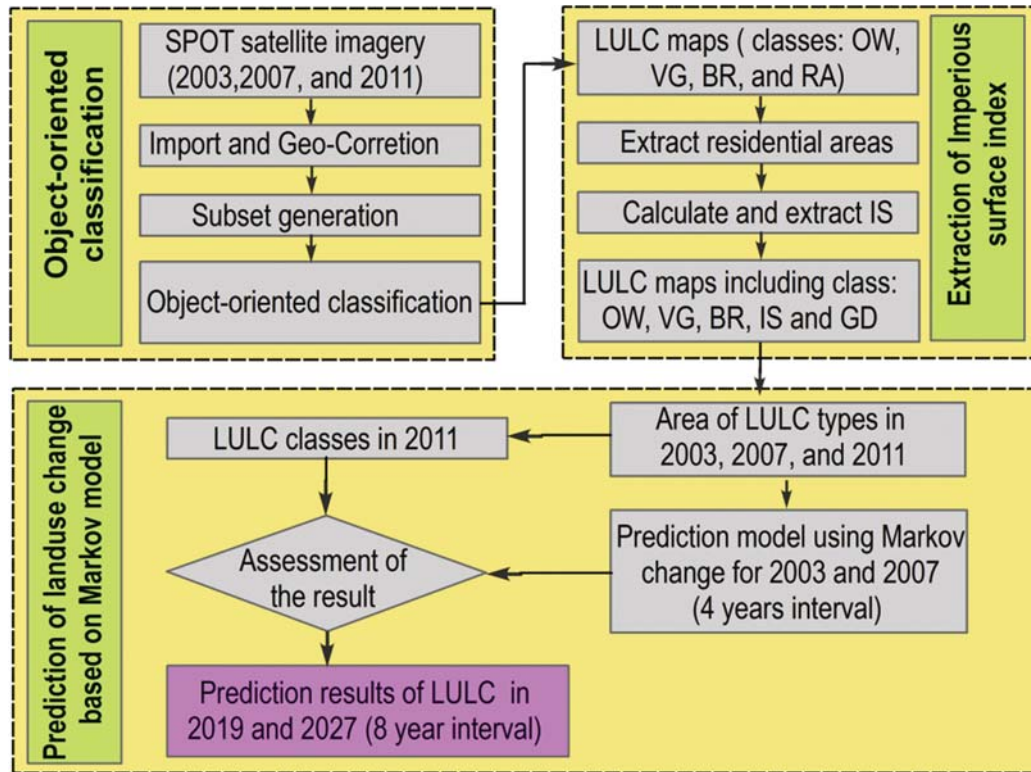 Object-oriented
classification
SPOT satellite imagery
(2003,2007, and 2011)
Import and Geo-Corretion
Subset generation
Object-oriented classification
LULC maps ( classes: OW,
VG, BR, and RA)
Extract residential areas
Calculate and extract IS
LULC maps including class:
OW, VG, BR, IS and GD
Extraction of Imperious
surface index
Prediction of landuse change
based on Markov model
LULC classes in 2011
Area of LULC types in
2003, 2007, and 2011
Assessment of
the result
Prediction model using Markov
change for 2003 and 2007
(4 years interval)
Prediction results of LULC in
2019 and 2027 (8 year interval)